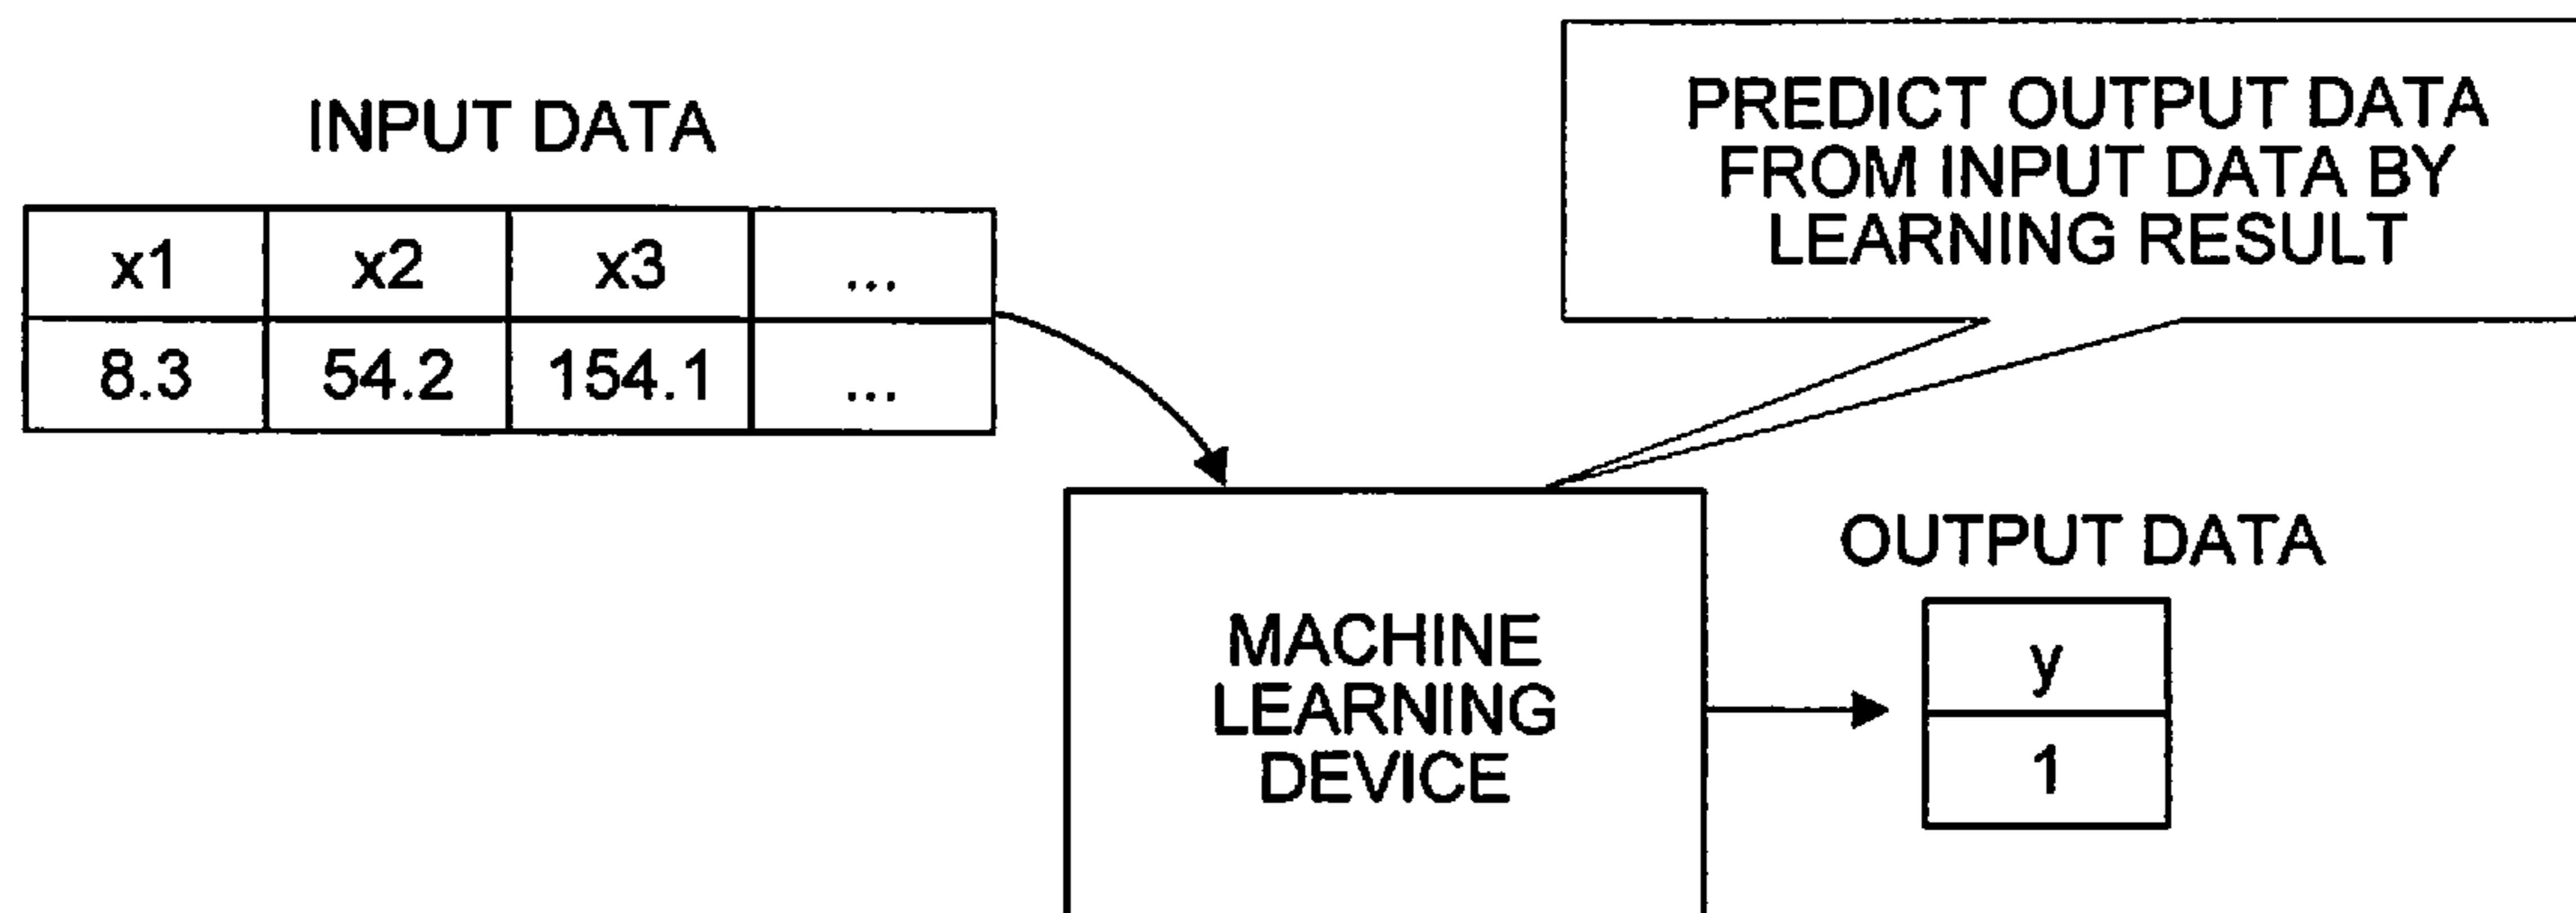 PREDICT OUTPUT DATA
FROM INPUT DATA BY
LEARNING RESULT
INPUT DATA
x1 x2 x3 ...
8.3 54.2 154.1 ...
MACHINE
LEARNING
DEVICE
OUTPUT DATA
y
1